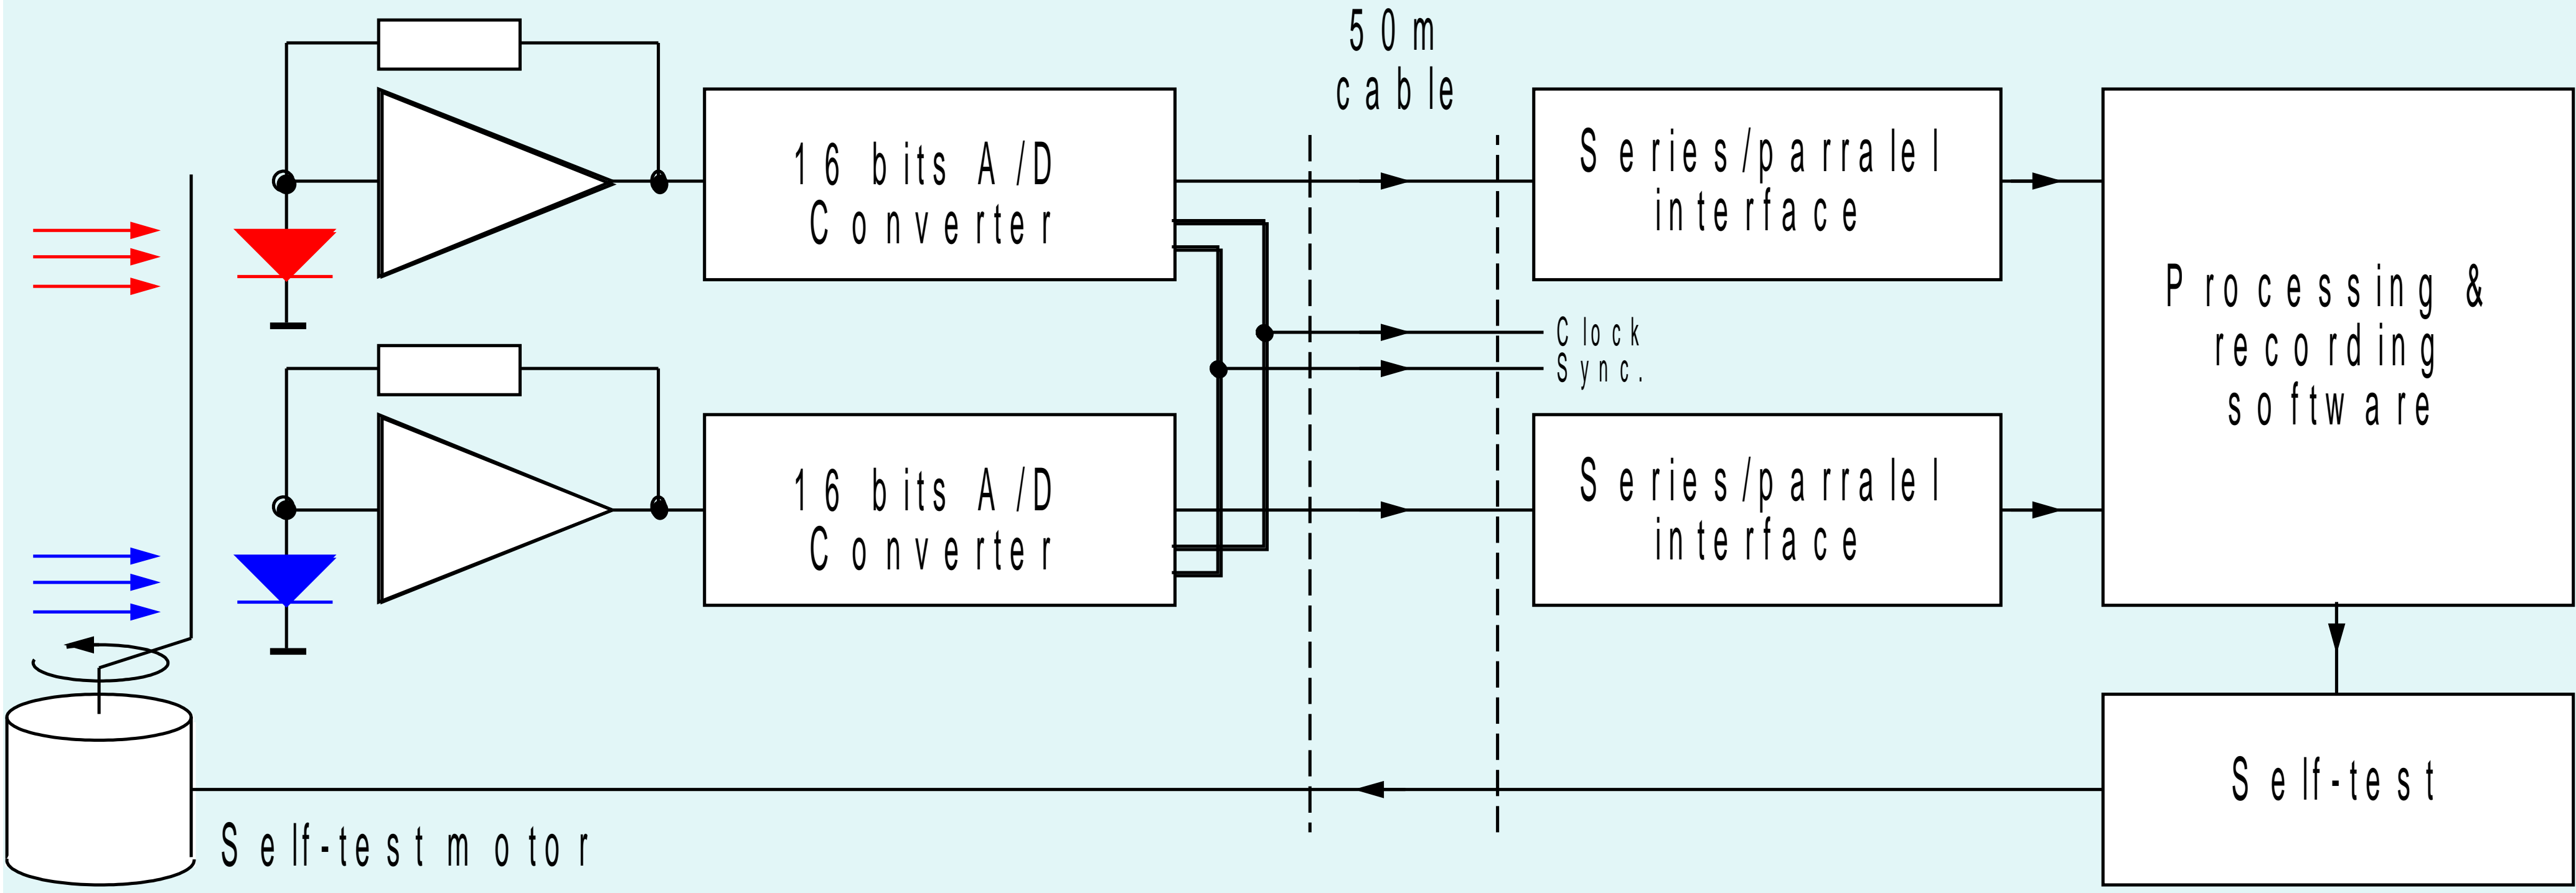 50m
cable
16 bits A/D
Converter
Series/parralel
interface
Processing &
recording
software
Clock
Sync.
16 bits A/D
Converter
Series/parralel
interface
Self-test
Self-test motor